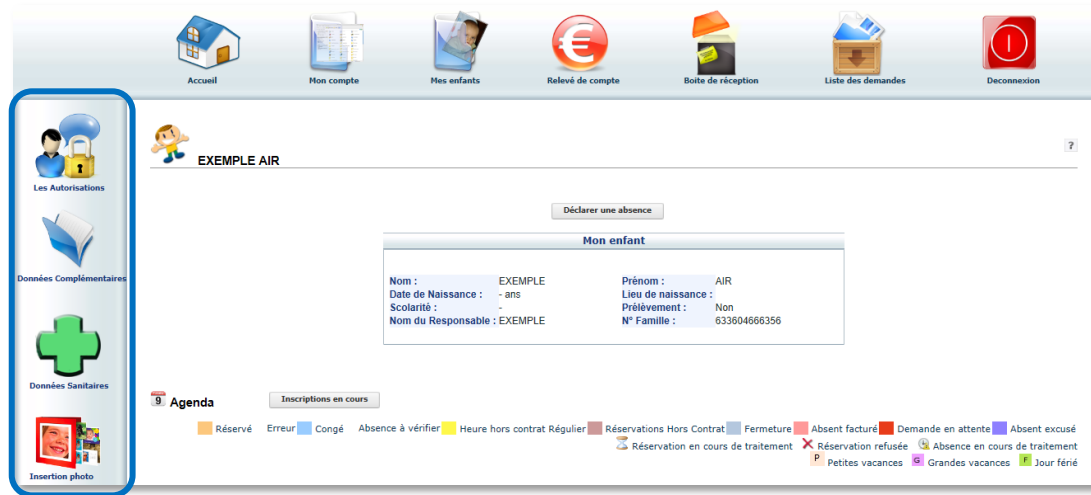 Accueil
Mon compte
Mes enfants
Relevé de compte
Boite de réception
Liste des demandes
Deconnexion
Les Autorisations
Données Complémentaires
Données Sanitaires
Insertion photo
EXEMPLE AIR
?
Déclarer une absence
Mon enfant
Nom : EXEMPLE Prénom : AIR
Date de Naissance : - ans Lieu de naissance :
Scolarité : - Prélèvement : Non
Nom du Responsable : EXEMPLE N° Famille : 633604666356
9 Agenda Inscriptions en cours
Réservé Erreur Congé Absence à vérifier Heure hors contrat Régulier Réservations Hors Contrat Fermeture Absent facturé Demande en attente Absent excusé
Réservation en cours de traitement Réservation refusée Absence en cours de traitement
P Petites vacances G Grandes vacances F Jour férié